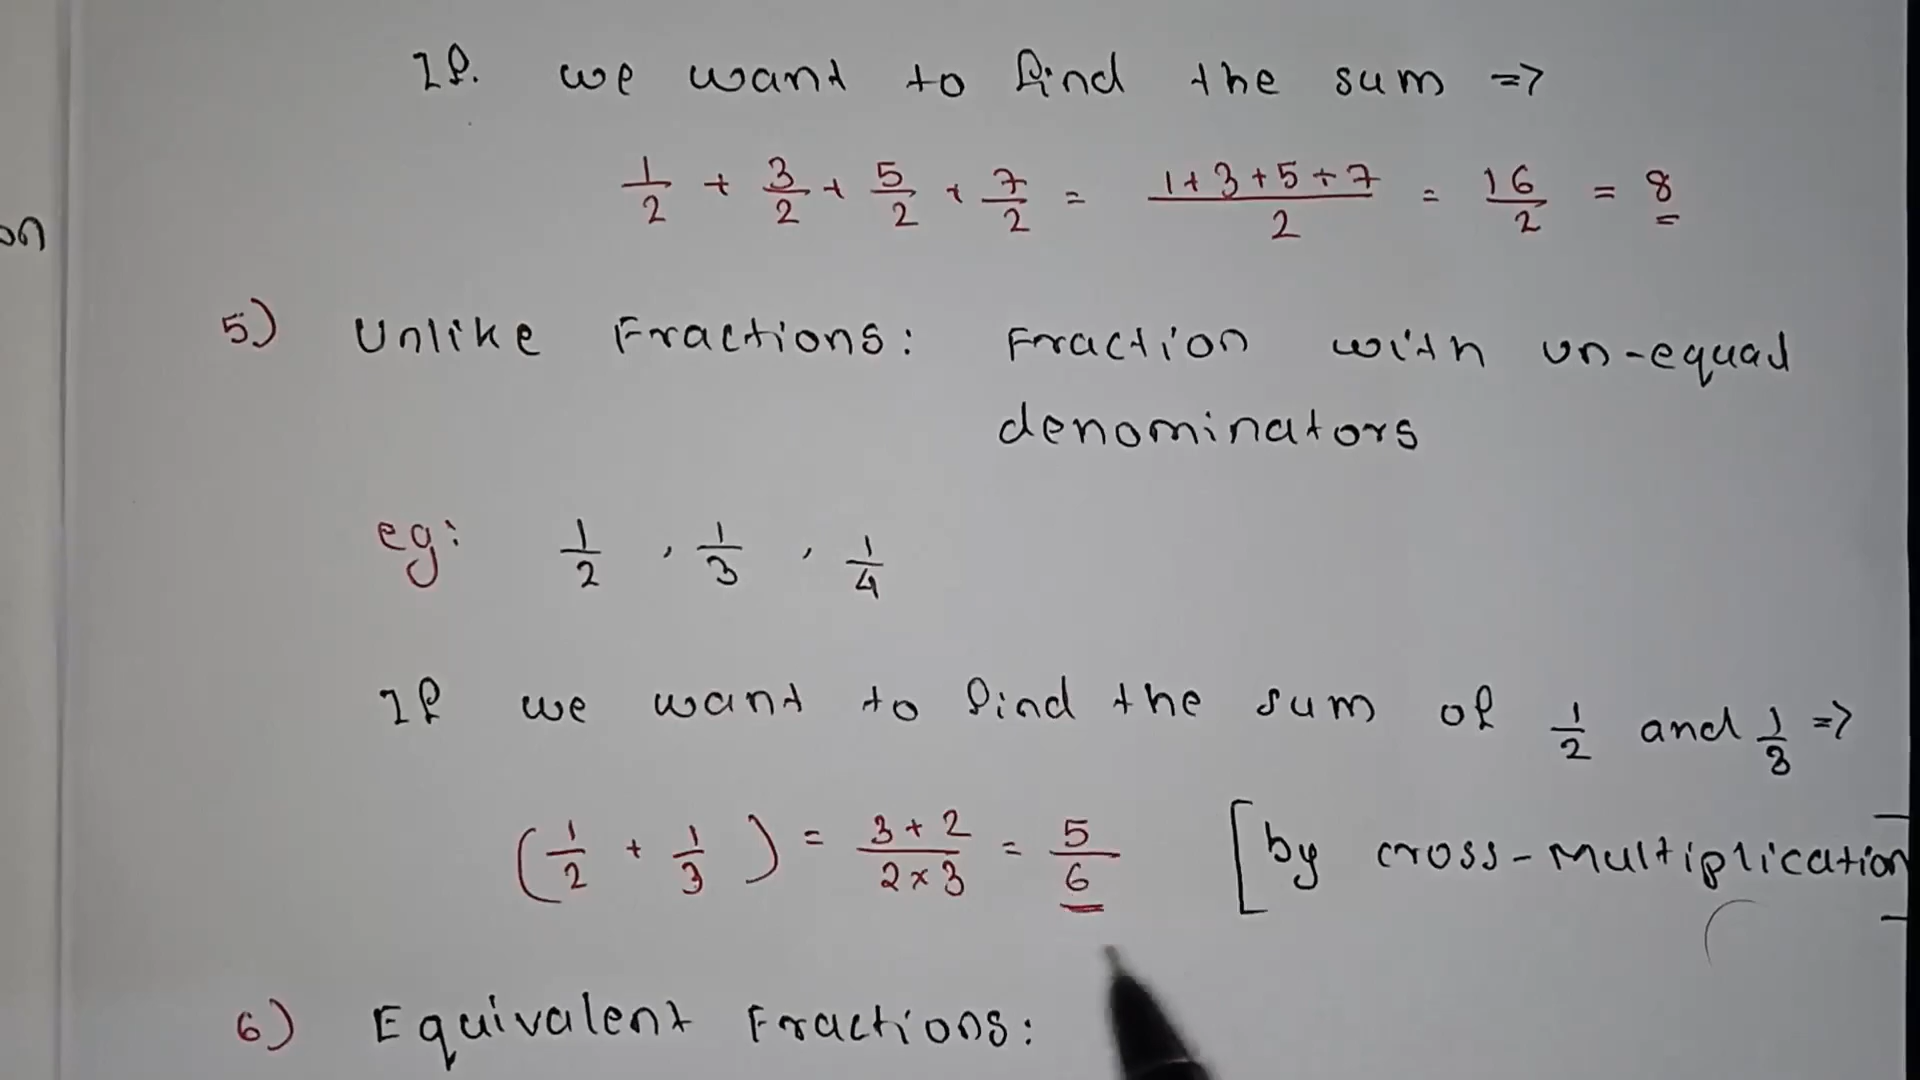 If we want to find the sum =>
1/2 + 3/2 + 5/2 + 7/2 = 1+3+5+7/2 = 16/2 = 8
on
5) Unlike Fractions: Fraction with un-equal
denominators
eg: 1/2 , 1/3 , 1/4
If we want to find the sum of 1/2 and 1/3 =>
(1/2 + 1/3) = 3+2/2×3 = 5/6 [by cross-multiplication]
6) Equivalent Fractions: